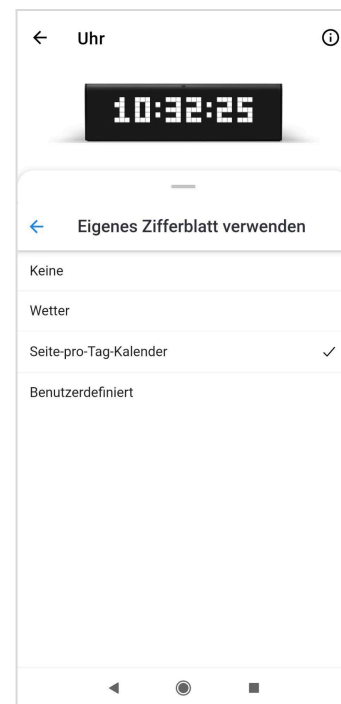 Uhr
10:32:25
Eigenes Zifferblatt verwenden
Keine
Wetter
Seite-pro-Tag-Kalender
Benutzerdefiniert